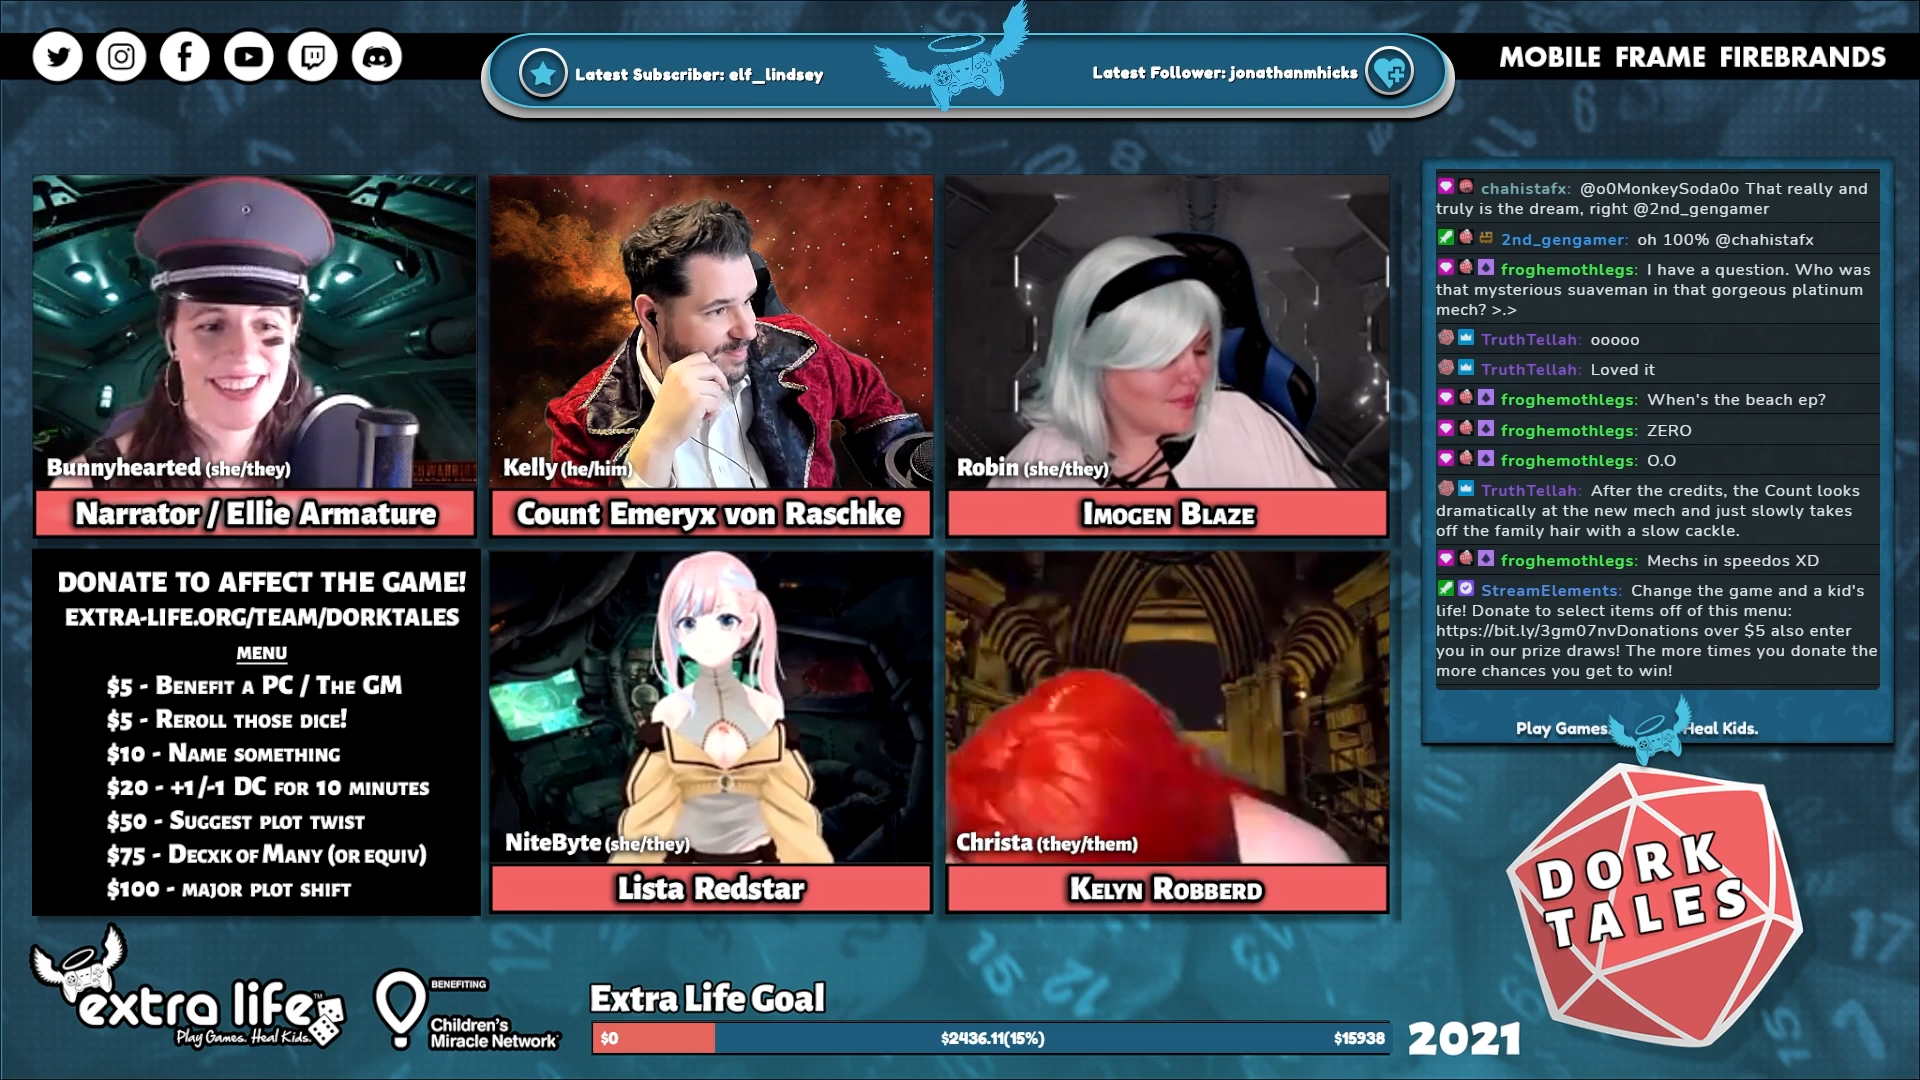 Latest Subscriber: elf_lindsey
Latest Follower: jonathanmhicks
MOBILE FRAME FIREBRANDS
Bunnyhearted (she/they)
Narrator / Ellie Armature
Kelly (he/him)
Count Emeryx von Raschke
Robin (she/they)
Imogen Blaze
chahistafx: @o0MonkeySoda0o That really and
truly is the dream, right @2nd_gengamer
2nd_gengamer: oh 100% @chahistafx
froghemothlegs: I have a question. Who was
that mysterious suaveman in that gorgeous platinum
mech? >.>
TruthTellah: ooooo
TruthTellah: Loved it
froghemothlegs: When's the beach ep?
froghemothlegs: ZERO
froghemothlegs: O.O
TruthTellah: After the credits, the Count looks
dramatically at the new mech and just slowly takes
off the family hair with a slow cackle.
froghemothlegs: Mechs in speedos XD
StreamElements: Change the game and a kid's
life! Donate to select items off of this menu:
https://bit.ly/3gm07nvDonations over $5 also enter
you in our prize draws! The more times you donate the
more chances you get to win!
Play Games. Heal Kids.
DONATE TO AFFECT THE GAME!
EXTRA-LIFE.ORG/TEAM/DORKTALES
MENU
$5 - Benefit a PC / The GM
$5 - Reroll those dice!
$10 - Name something
$20 - +1/-1 DC for 10 minutes
$50 - Suggest plot twist
$75 - Decxk of Many (or equiv)
$100 - major plot shift
NiteByte (she/they)
Lista Redstar
Christa (they/them)
Kelyn Robberd
DORK
TALES
extra life™
Play Games. Heal Kids.
BENEFITING
Children's
Miracle Network
Extra Life Goal
$0
$2436.11(15%)
$15938
2021